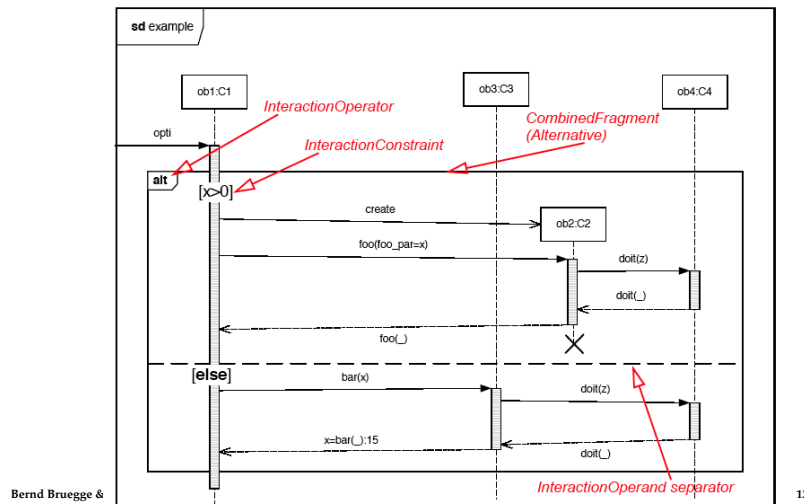 sd example
ob1:C1
ob3:C3
ob4:C4
InteractionOperator
CombinedFragment
(Alternative)
opti
InteractionConstraint
alt
[x>0]
create
ob2:C2
foo(foo_par=x)
doit(z)
doit(_)
foo(_)
[else]
bar(x)
doit(z)
x=bar(_):15
doit(_)
InteractionOperand separator
Bernd Bruegge &